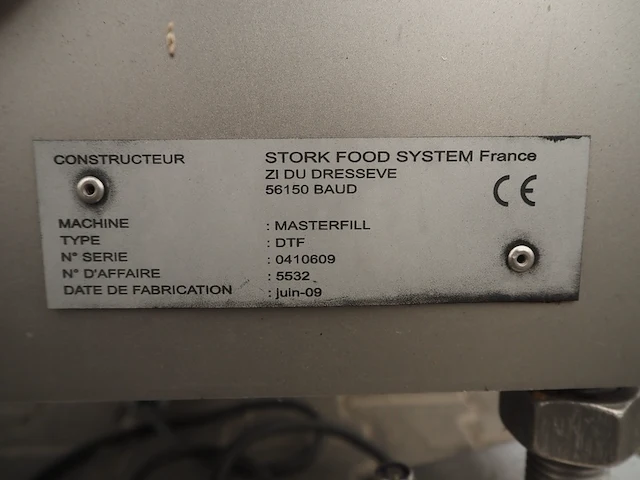 CONSTRUCTEUR STORK FOOD SYSTEM France
ZI DU DRESSEVE
56150 BAUD
CE
MACHINE : MASTERFILL
TYPE : DTF
N° SERIE : 0410609
N° D'AFFAIRE : 5532
DATE DE FABRICATION : juin-09